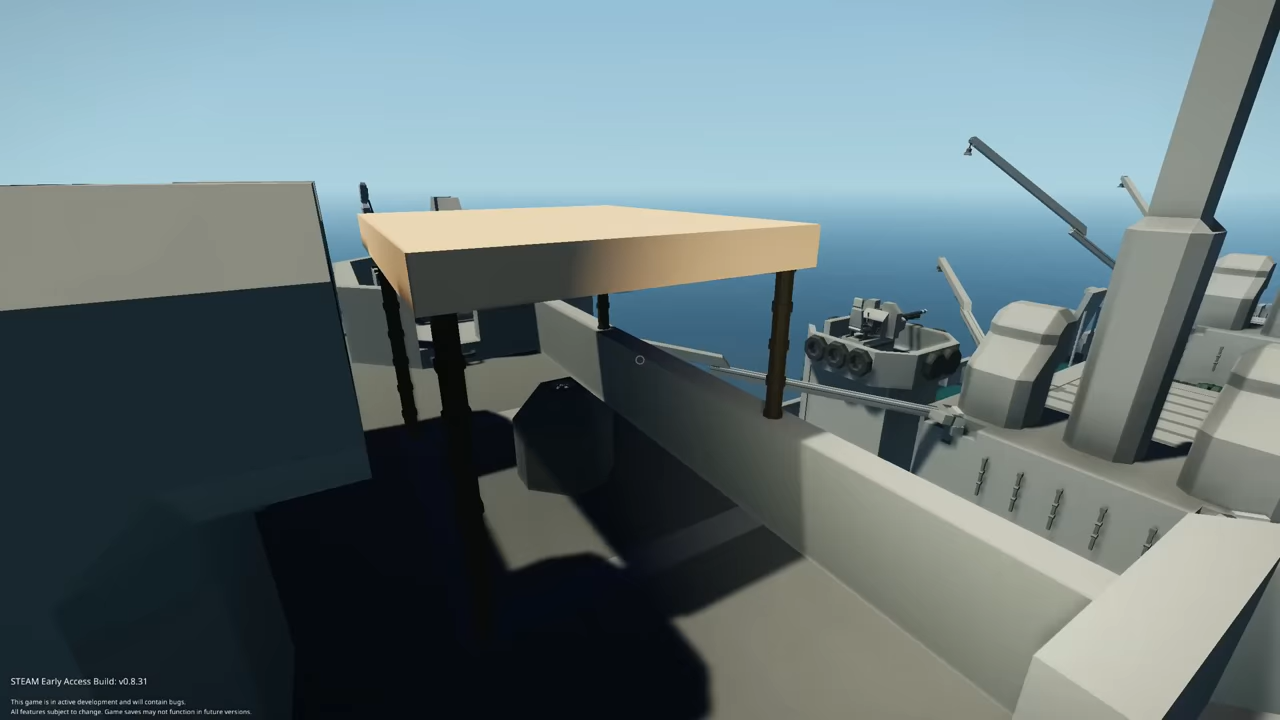 STEAM Early Access Build: v0.8.31
This game is in active development and will contain bugs.
All features subject to change. Game saves may not function in future versions.